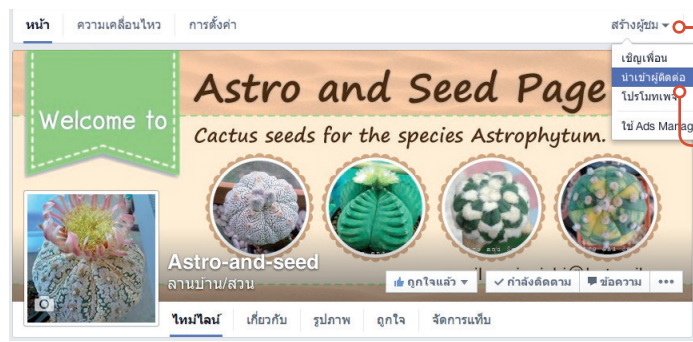 หน้า ความเคลื่อนไหว การตั้งค่า สร้างผู้ชม
เชิญเพื่อน
นำเข้าผู้ติดต่อ
โปรโมทเพจ
ใช้ Ads Manag
Welcome to
Astro and Seed Page
Cactus seeds for the species Astrophytum.
Astro-and-seed
ลานบ้าน/สวน
ถูกใจแล้ว กำลังติดตาม ข้อความ
ไทม์ไลน์ เกี่ยวกับ รูปภาพ ถูกใจ จัดการแท็บ